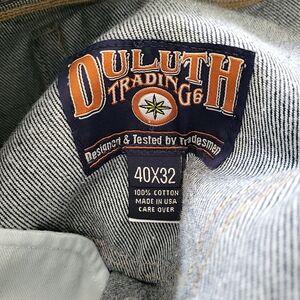 DULUTH
TRADING Co
Designed & Tested by Tradesmen
40X32
100% COTTON
MADE IN USA
CARE OVER